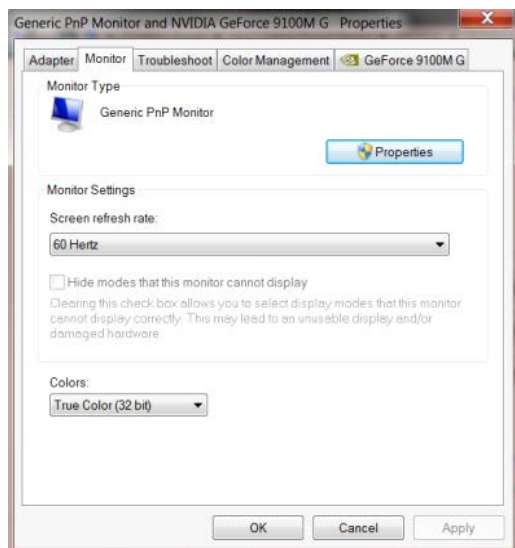 Generic PnP Monitor and NVIDIA GeForce 9100M G Properties
Adapter Monitor Troubleshoot Color Management GeForce 9100M G
Monitor Type
Generic PnP Monitor
Properties
Monitor Settings
Screen refresh rate:
60 Hertz
Hide modes that this monitor cannot display
Clearing this check box allows you to select display modes that this monitor
cannot display correctly. This may lead to an unusable display and/or
damaged hardware.
Colors:
True Color (32 bit)
OK Cancel Apply